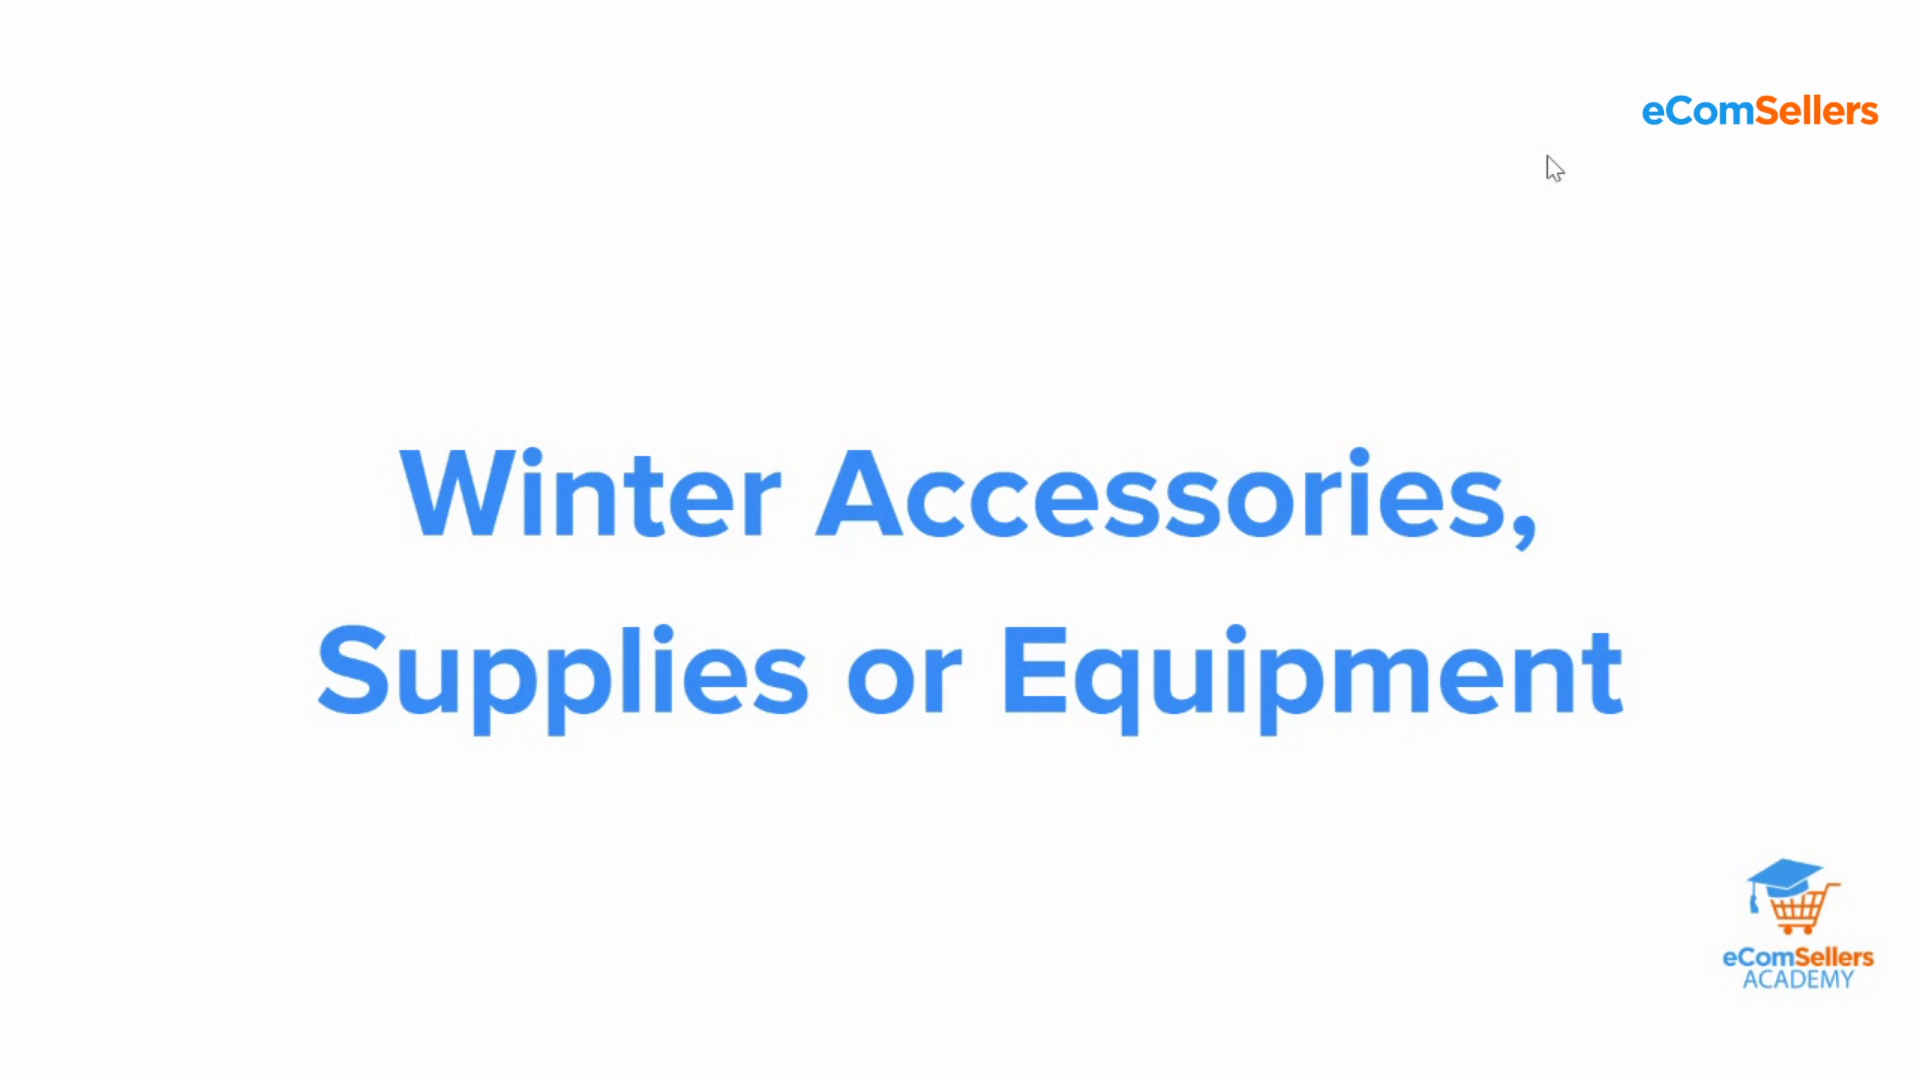 eComSellers
Winter Accessories,
Supplies or Equipment
eComSellers
ACADEMY